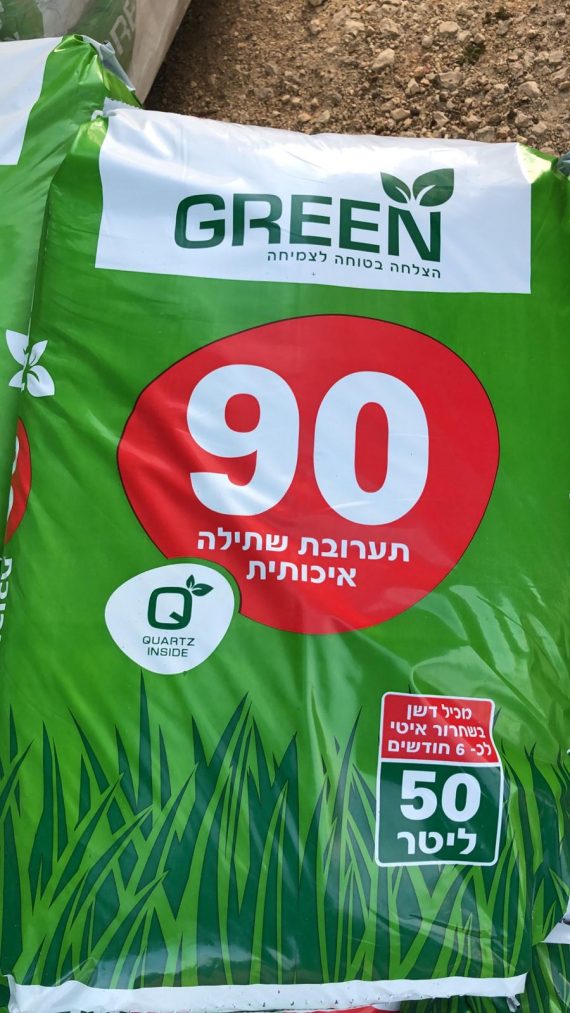 GREEN
הצלחה בטוחה לצמיחה
90
תערובת שתילה
איכותית
Q
QUARTZ
INSIDE
מכיל דשן
בשחרור איטי
לכ- 6 חודשים
50
ליטר